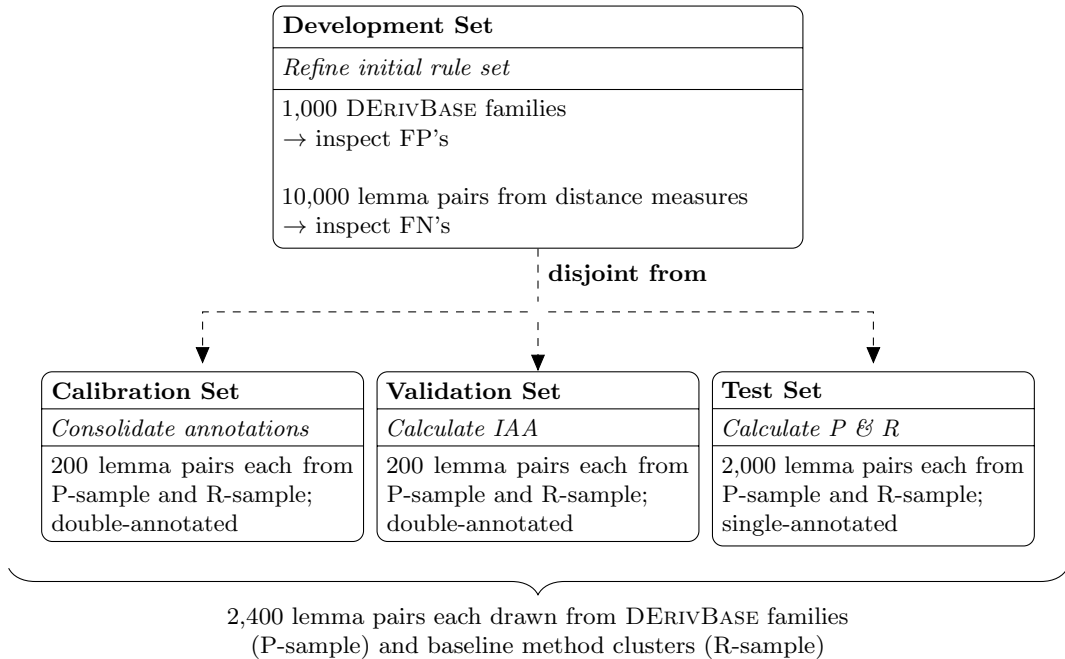 Development Set
Refine initial rule set
1,000 DERIVBASE families
→ inspect FP's
10,000 lemma pairs from distance measures
→ inspect FN's
disjoint from
Calibration Set
Consolidate annotations
200 lemma pairs each from
P-sample and R-sample;
double-annotated
Validation Set
Calculate IAA
200 lemma pairs each from
P-sample and R-sample;
double-annotated
Test Set
Calculate P & R
2,000 lemma pairs each from
P-sample and R-sample;
single-annotated
2,400 lemma pairs each drawn from DERIVBASE families
(P-sample) and baseline method clusters (R-sample)